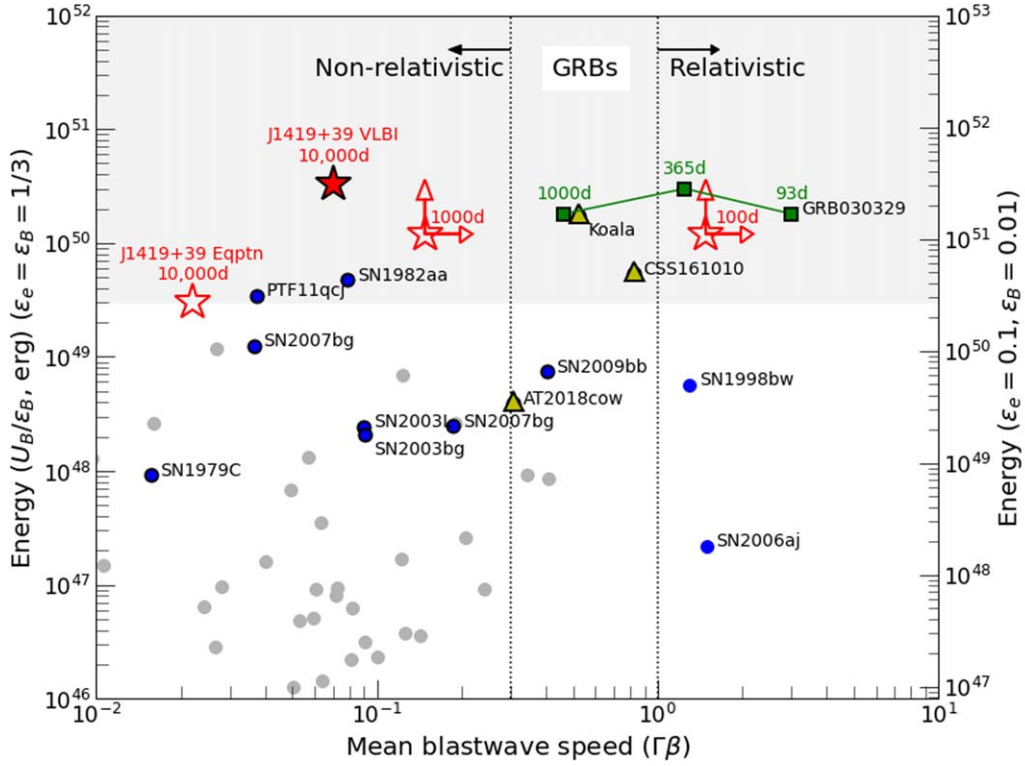 10^52
10^53
Non-relativistic
GRBs
Relativistic
10^51
J1419+39 VLBI
10,000d
10^52
1000d
365d
93d
GRB030329
1000d
100d
Koala
10^50
10^51
J1419+39 Eqptn
10,000d
SN1982aa
CSS161010
PTF11qcj
10^49
SN2007bg
10^50
SN2009bb
SN1998bw
AT2018cow
SN2003L
SN2007bg
SN2003bg
10^48
SN1979C
10^49
SN2006aj
10^47
10^48
10^46
10^47
10^−2
10^−1
10^0
10^1
Mean blastwave speed (Γβ)
Energy (U_B/ϵ_B, erg) (ϵ_e = ϵ_B = 1/3)
Energy (ϵ_e = 0.1, ϵ_B = 0.01)